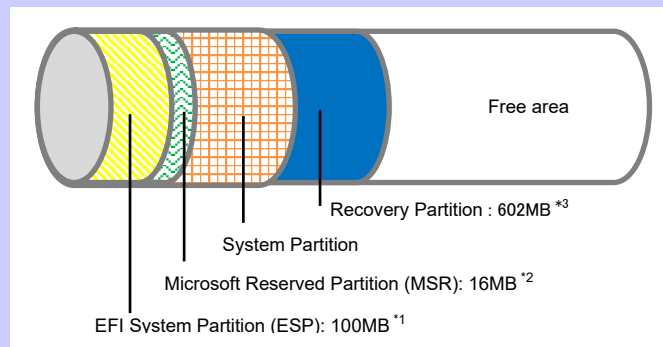 Free area
Recovery Partition : 602MB *3
System Partition
Microsoft Reserved Partition (MSR): 16MB *2
EFI System Partition (ESP): 100MB *1